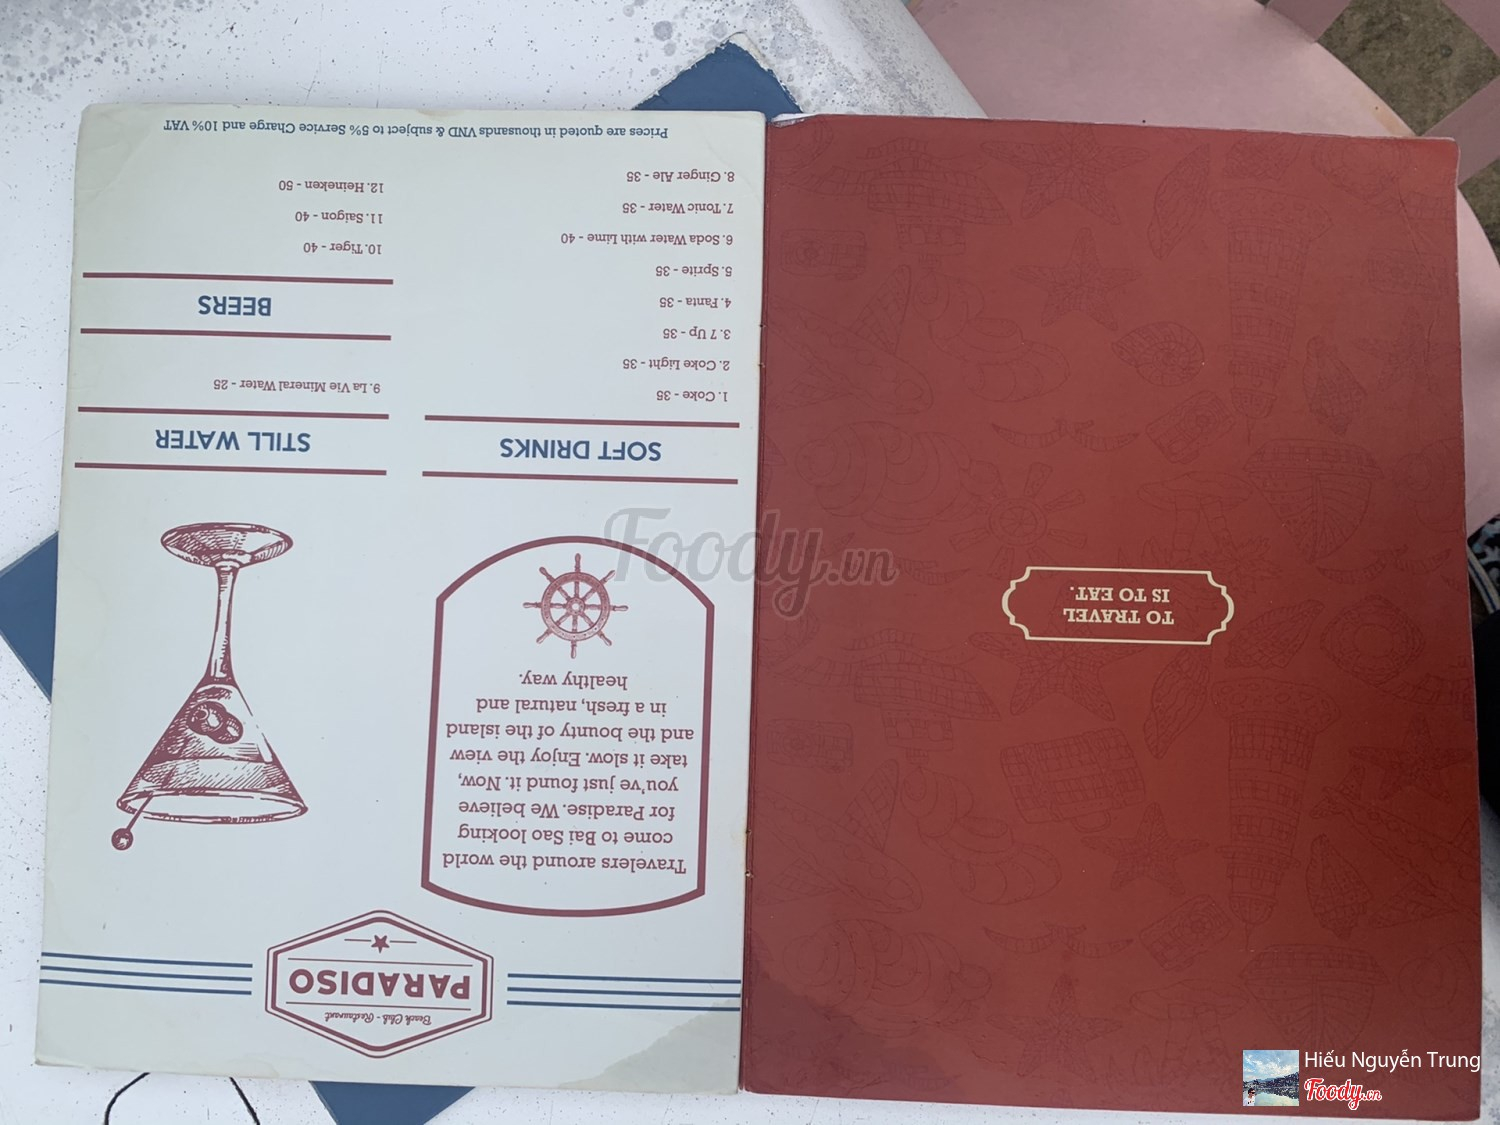 Beach Club - Restaurant
PARADISO
Travelers around the world
come to Bai Sao looking
for Paradise. We believe
you've just found it. Now,
take it slow. Enjoy the view
and the bounty of the island
in a fresh, natural and
healthy way.
SOFT DRINKS
1. Coke - 35
2. Coke Light - 35
3. 7 Up - 35
4. Fanta - 35
5. Sprite - 35
6. Soda Water with Lime - 40
7. Tonic Water - 35
8. Ginger Ale - 35
STILL WATER
9. La Vie Mineral Water - 25
BEERS
10. Tiger - 40
11. Saigon - 40
12. Heineken - 50
Prices are quoted in thousands VND & subject to 5% Service Charge and 10% VAT
TO TRAVEL
IS TO EAT.
Foody.vn
Hiếu Nguyễn Trung
Foody.vn